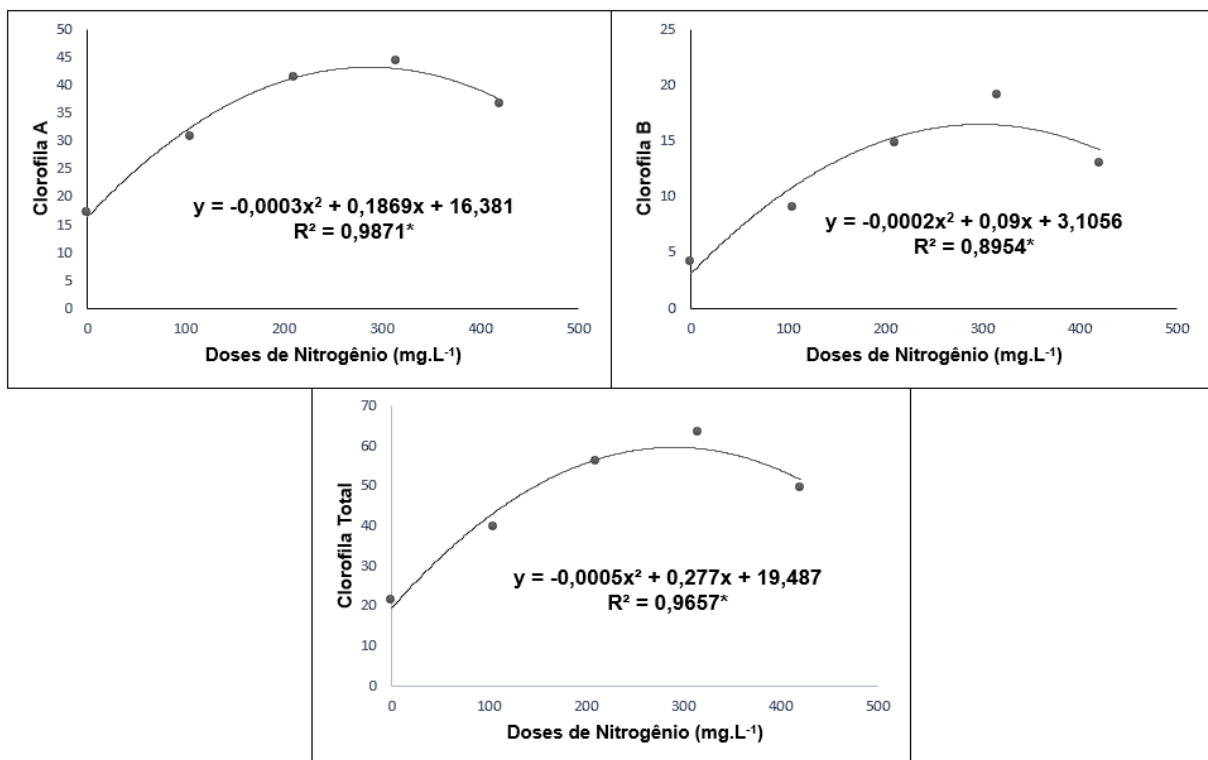 50
45
40
35
30
25
20
15
10
5
0
Clorofila A
y = -0,0003x² + 0,1869x + 16,381
R² = 0,9871*
0 100 200 300 400 500
Doses de Nitrogênio (mg.L⁻¹)
25
20
15
10
5
0
Clorofila B
y = -0,0002x² + 0,09x + 3,1056
R² = 0,8954*
0 100 200 300 400 500
Doses de Nitrogênio (mg.L⁻¹)
70
60
50
40
30
20
10
0
Clorofila Total
y = -0,0005x² + 0,277x + 19,487
R² = 0,9657*
0 100 200 300 400 500
Doses de Nitrogênio (mg.L⁻¹)